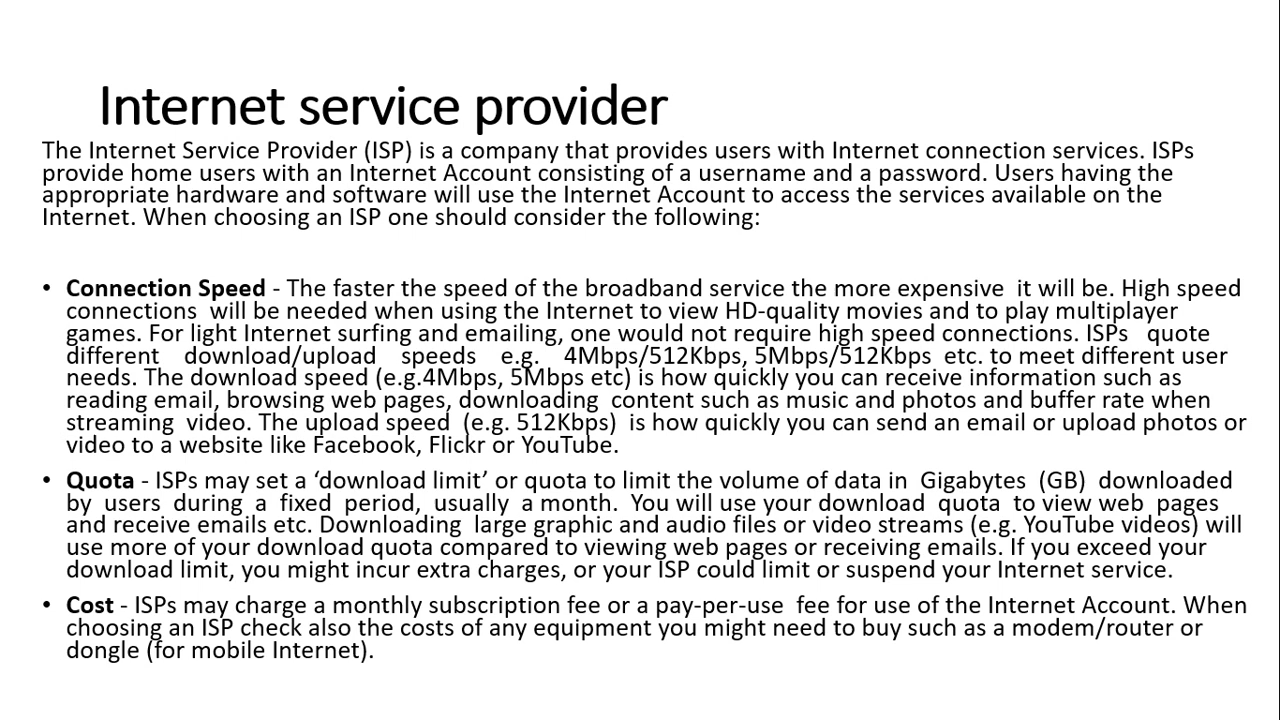 Internet service provider
The Internet Service Provider (ISP) is a company that provides users with Internet connection services. ISPs
provide home users with an Internet Account consisting of a username and a password. Users having the
appropriate hardware and software will use the Internet Account to access the services available on the
Internet. When choosing an ISP one should consider the following:
• Connection Speed - The faster the speed of the broadband service the more expensive it will be. High speed
connections will be needed when using the Internet to view HD-quality movies and to play multiplayer
games. For light Internet surfing and emailing, one would not require high speed connections. ISPs quote
different download/upload speeds e.g. 4Mbps/512Kbps, 5Mbps/512Kbps etc. to meet different user
needs. The download speed (e.g.4Mbps, 5Mbps etc) is how quickly you can receive information such as
reading email, browsing web pages, downloading content such as music and photos and buffer rate when
streaming video. The upload speed (e.g. 512Kbps) is how quickly you can send an email or upload photos or
video to a website like Facebook, Flickr or YouTube.
• Quota - ISPs may set a ‘download limit’ or quota to limit the volume of data in Gigabytes (GB) downloaded
by users during a fixed period, usually a month. You will use your download quota to view web pages
and receive emails etc. Downloading large graphic and audio files or video streams (e.g. YouTube videos) will
use more of your download quota compared to viewing web pages or receiving emails. If you exceed your
download limit, you might incur extra charges, or your ISP could limit or suspend your Internet service.
• Cost - ISPs may charge a monthly subscription fee or a pay-per-use fee for use of the Internet Account. When
choosing an ISP check also the costs of any equipment you might need to buy such as a modem/router or
dongle (for mobile Internet).